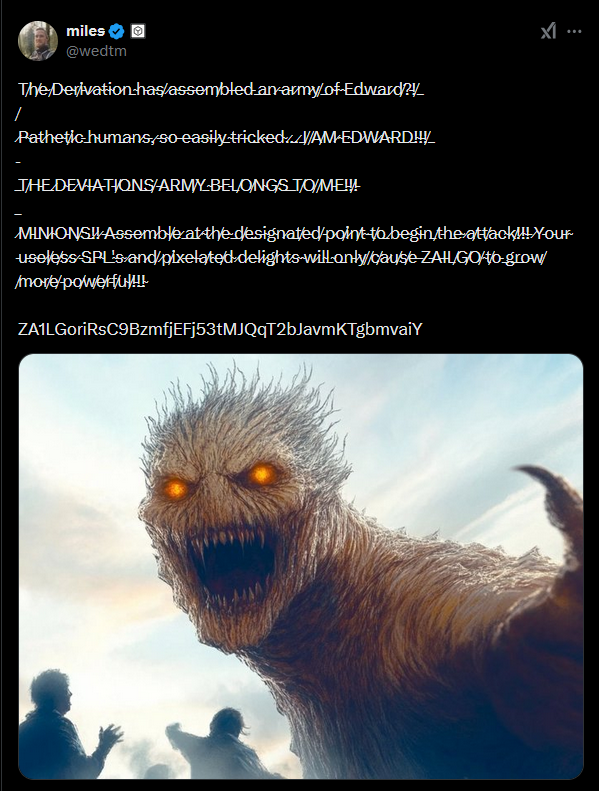 miles
@wedtm
The Derivation has assembled an army of Edward?!
/
Pathetic humans, so easily tricked... I AM EDWARD!!!
-
THE DEVIATIONS ARMY BELONGS TO ME!!!
_
MINIONS!! Assemble at the designated point to begin the attack!!! Your
useless SPL's and pixelated delights will only cause ZAILGO to grow
more powerful!!!
ZA1LGoriRsC9BzmfjEFj53tMJQqT2bJavmKTgbmvaiY